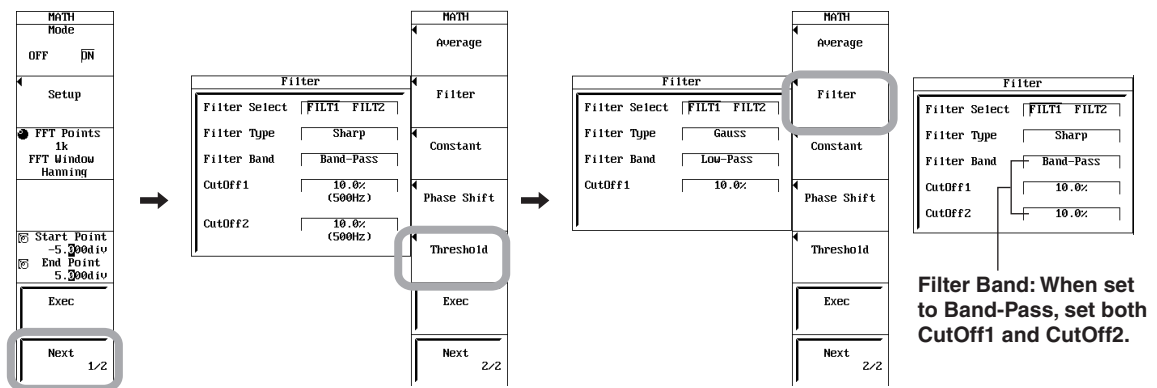 MATH
Mode
OFF ON
Setup
FFT Points
1k
FFT Window
Hanning
Start Point
-5.000div
End Point
5.000div
Exec
Next
1/2
Filter
Filter Select FILT1 FILT2
Filter Type Sharp
Filter Band Band-Pass
CutOff1 10.0%
(500Hz)
CutOff2 10.0%
(500Hz)
MATH
Average
Filter
Constant
Phase Shift
Threshold
Exec
Next
2/2
Filter
Filter Select FILT1 FILT2
Filter Type Gauss
Filter Band Low-Pass
CutOff1 10.0%
MATH
Average
Filter
Constant
Phase Shift
Threshold
Exec
Next
2/2
Filter
Filter Select FILT1 FILT2
Filter Type Sharp
Filter Band Band-Pass
CutOff1 10.0%
CutOff2 10.0%
Filter Band: When set
to Band-Pass, set both
CutOff1 and CutOff2.